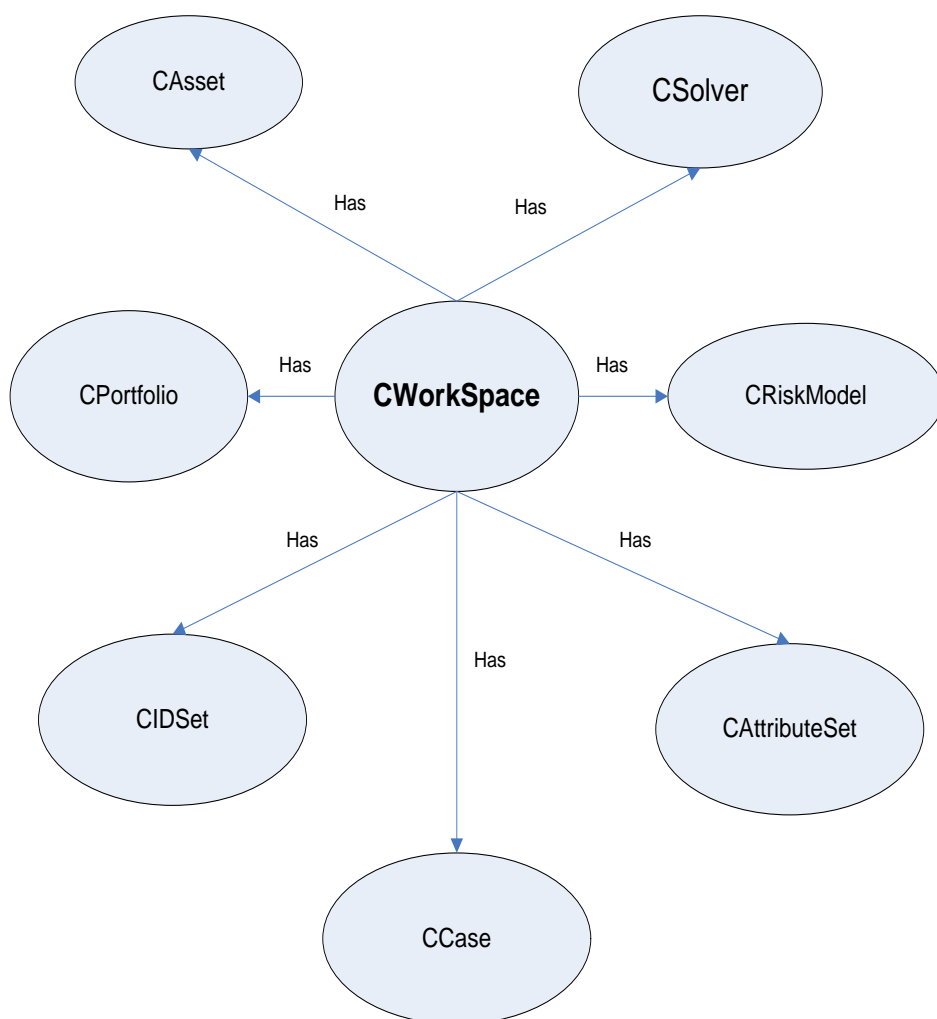 CAsset
CSolver
Has
Has
CPortfolio
Has
CWorkSpace
Has
CRiskModel
Has
Has
Has
CIDSet
CAttributeSet
CCase